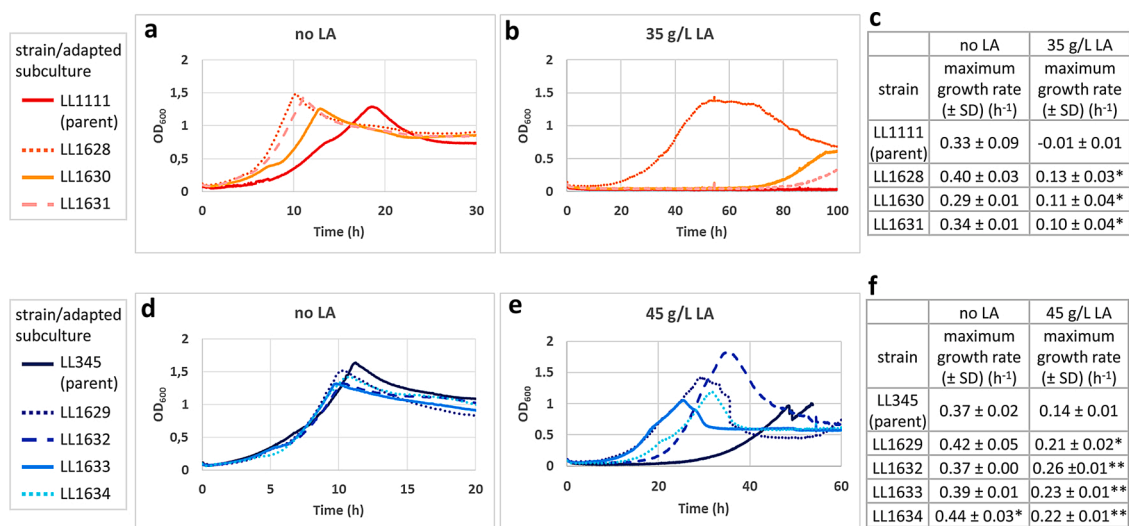 strain/adapted
subculture
LL1111
(parent)
LL1628
LL1630
LL1631
a
no LA
2
1,5
1
0,5
0
OD600
0 10 20 30
Time (h)
b
35 g/L LA
2
1,5
1
0,5
0
OD600
0 20 40 60 80 100
Time (h)
c
no LA 35 g/L LA
strain
maximum growth rate (± SD) (h-1)
maximum growth rate (± SD) (h-1)
LL1111 (parent) 0.33 ± 0.09 -0.01 ± 0.01
LL1628 0.40 ± 0.03 0.13 ± 0.03*
LL1630 0.29 ± 0.01 0.11 ± 0.04*
LL1631 0.34 ± 0.01 0.10 ± 0.04*
strain/adapted
subculture
LL345
(parent)
LL1629
LL1632
LL1633
LL1634
d
no LA
2
1,5
1
0,5
0
OD600
0 5 10 15 20
Time (h)
e
45 g/L LA
2
1,5
1
0,5
0
OD600
0 20 40 60
Time (h)
f
no LA 45 g/L LA
strain
maximum growth rate (± SD) (h-1)
maximum growth rate (± SD) (h-1)
LL345 (parent) 0.37 ± 0.02 0.14 ± 0.01
LL1629 0.42 ± 0.05 0.21 ± 0.02*
LL1632 0.37 ± 0.00 0.26 ±0.01**
LL1633 0.39 ± 0.01 0.23 ± 0.01**
LL1634 0.44 ± 0.03* 0.22 ± 0.01**